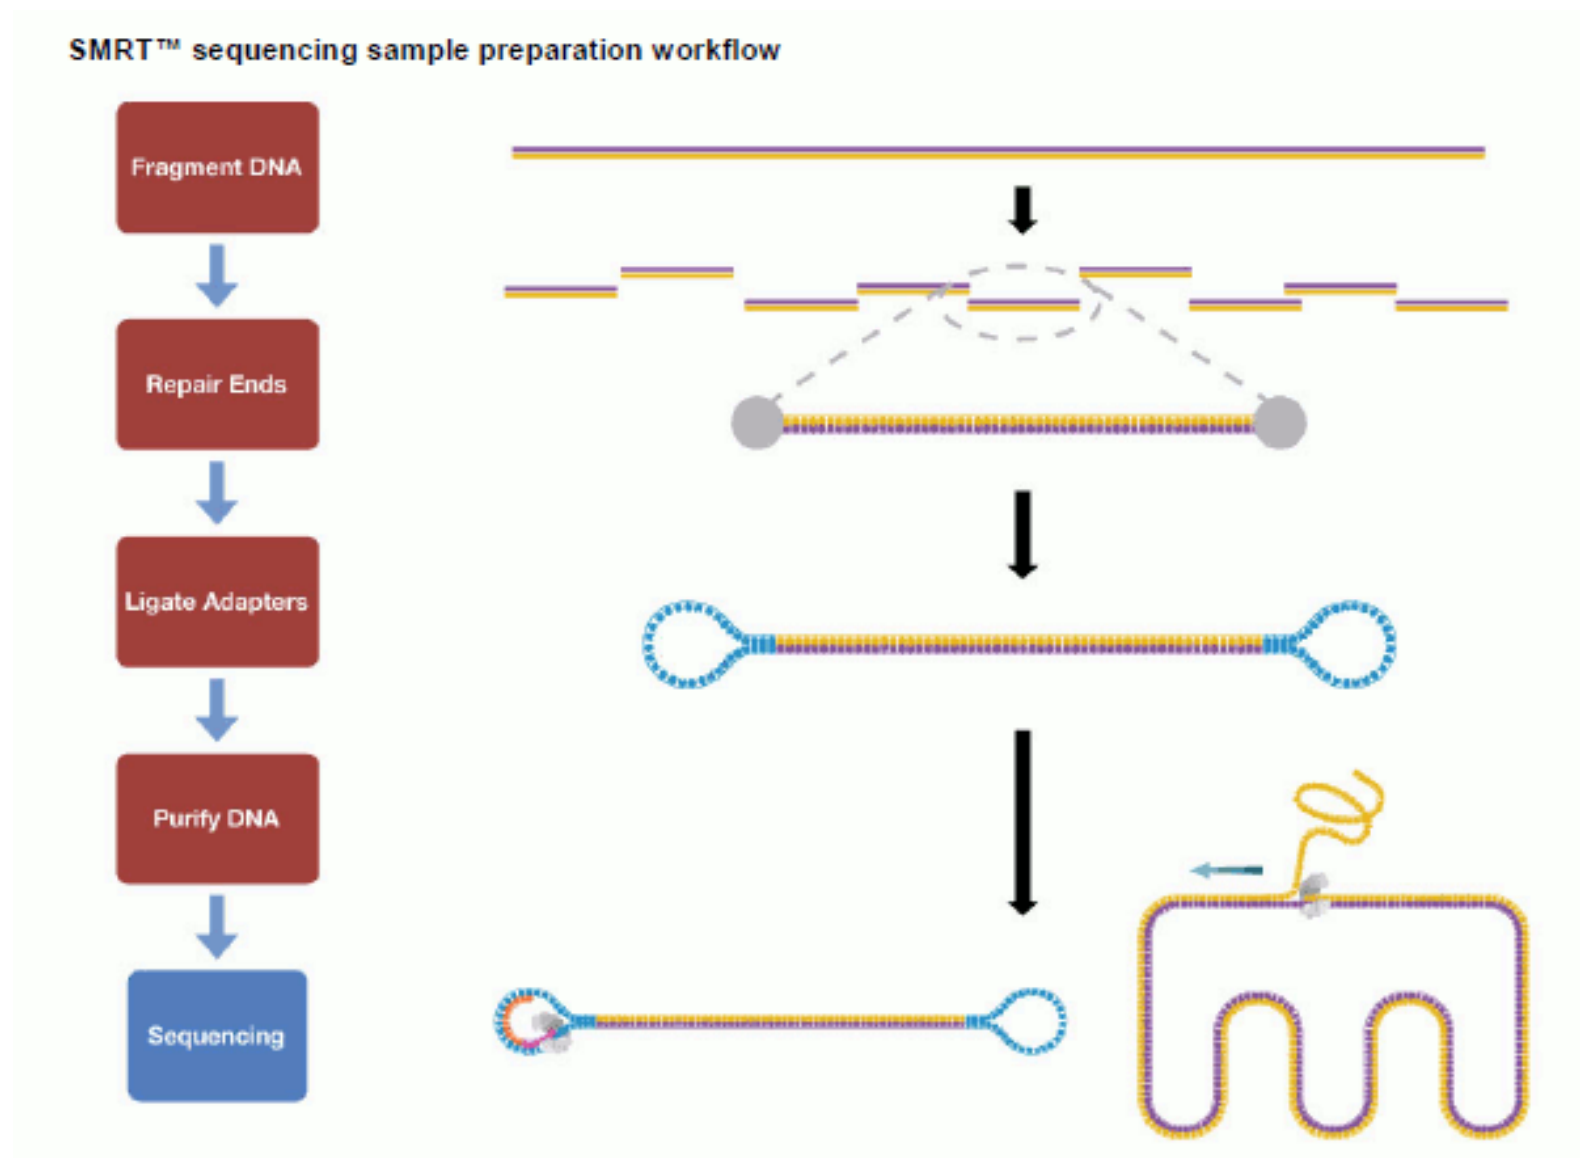 SMRT™ sequencing sample preparation workflow
Fragment DNA
Repair Ends
Ligate Adapters
Purify DNA
Sequencing